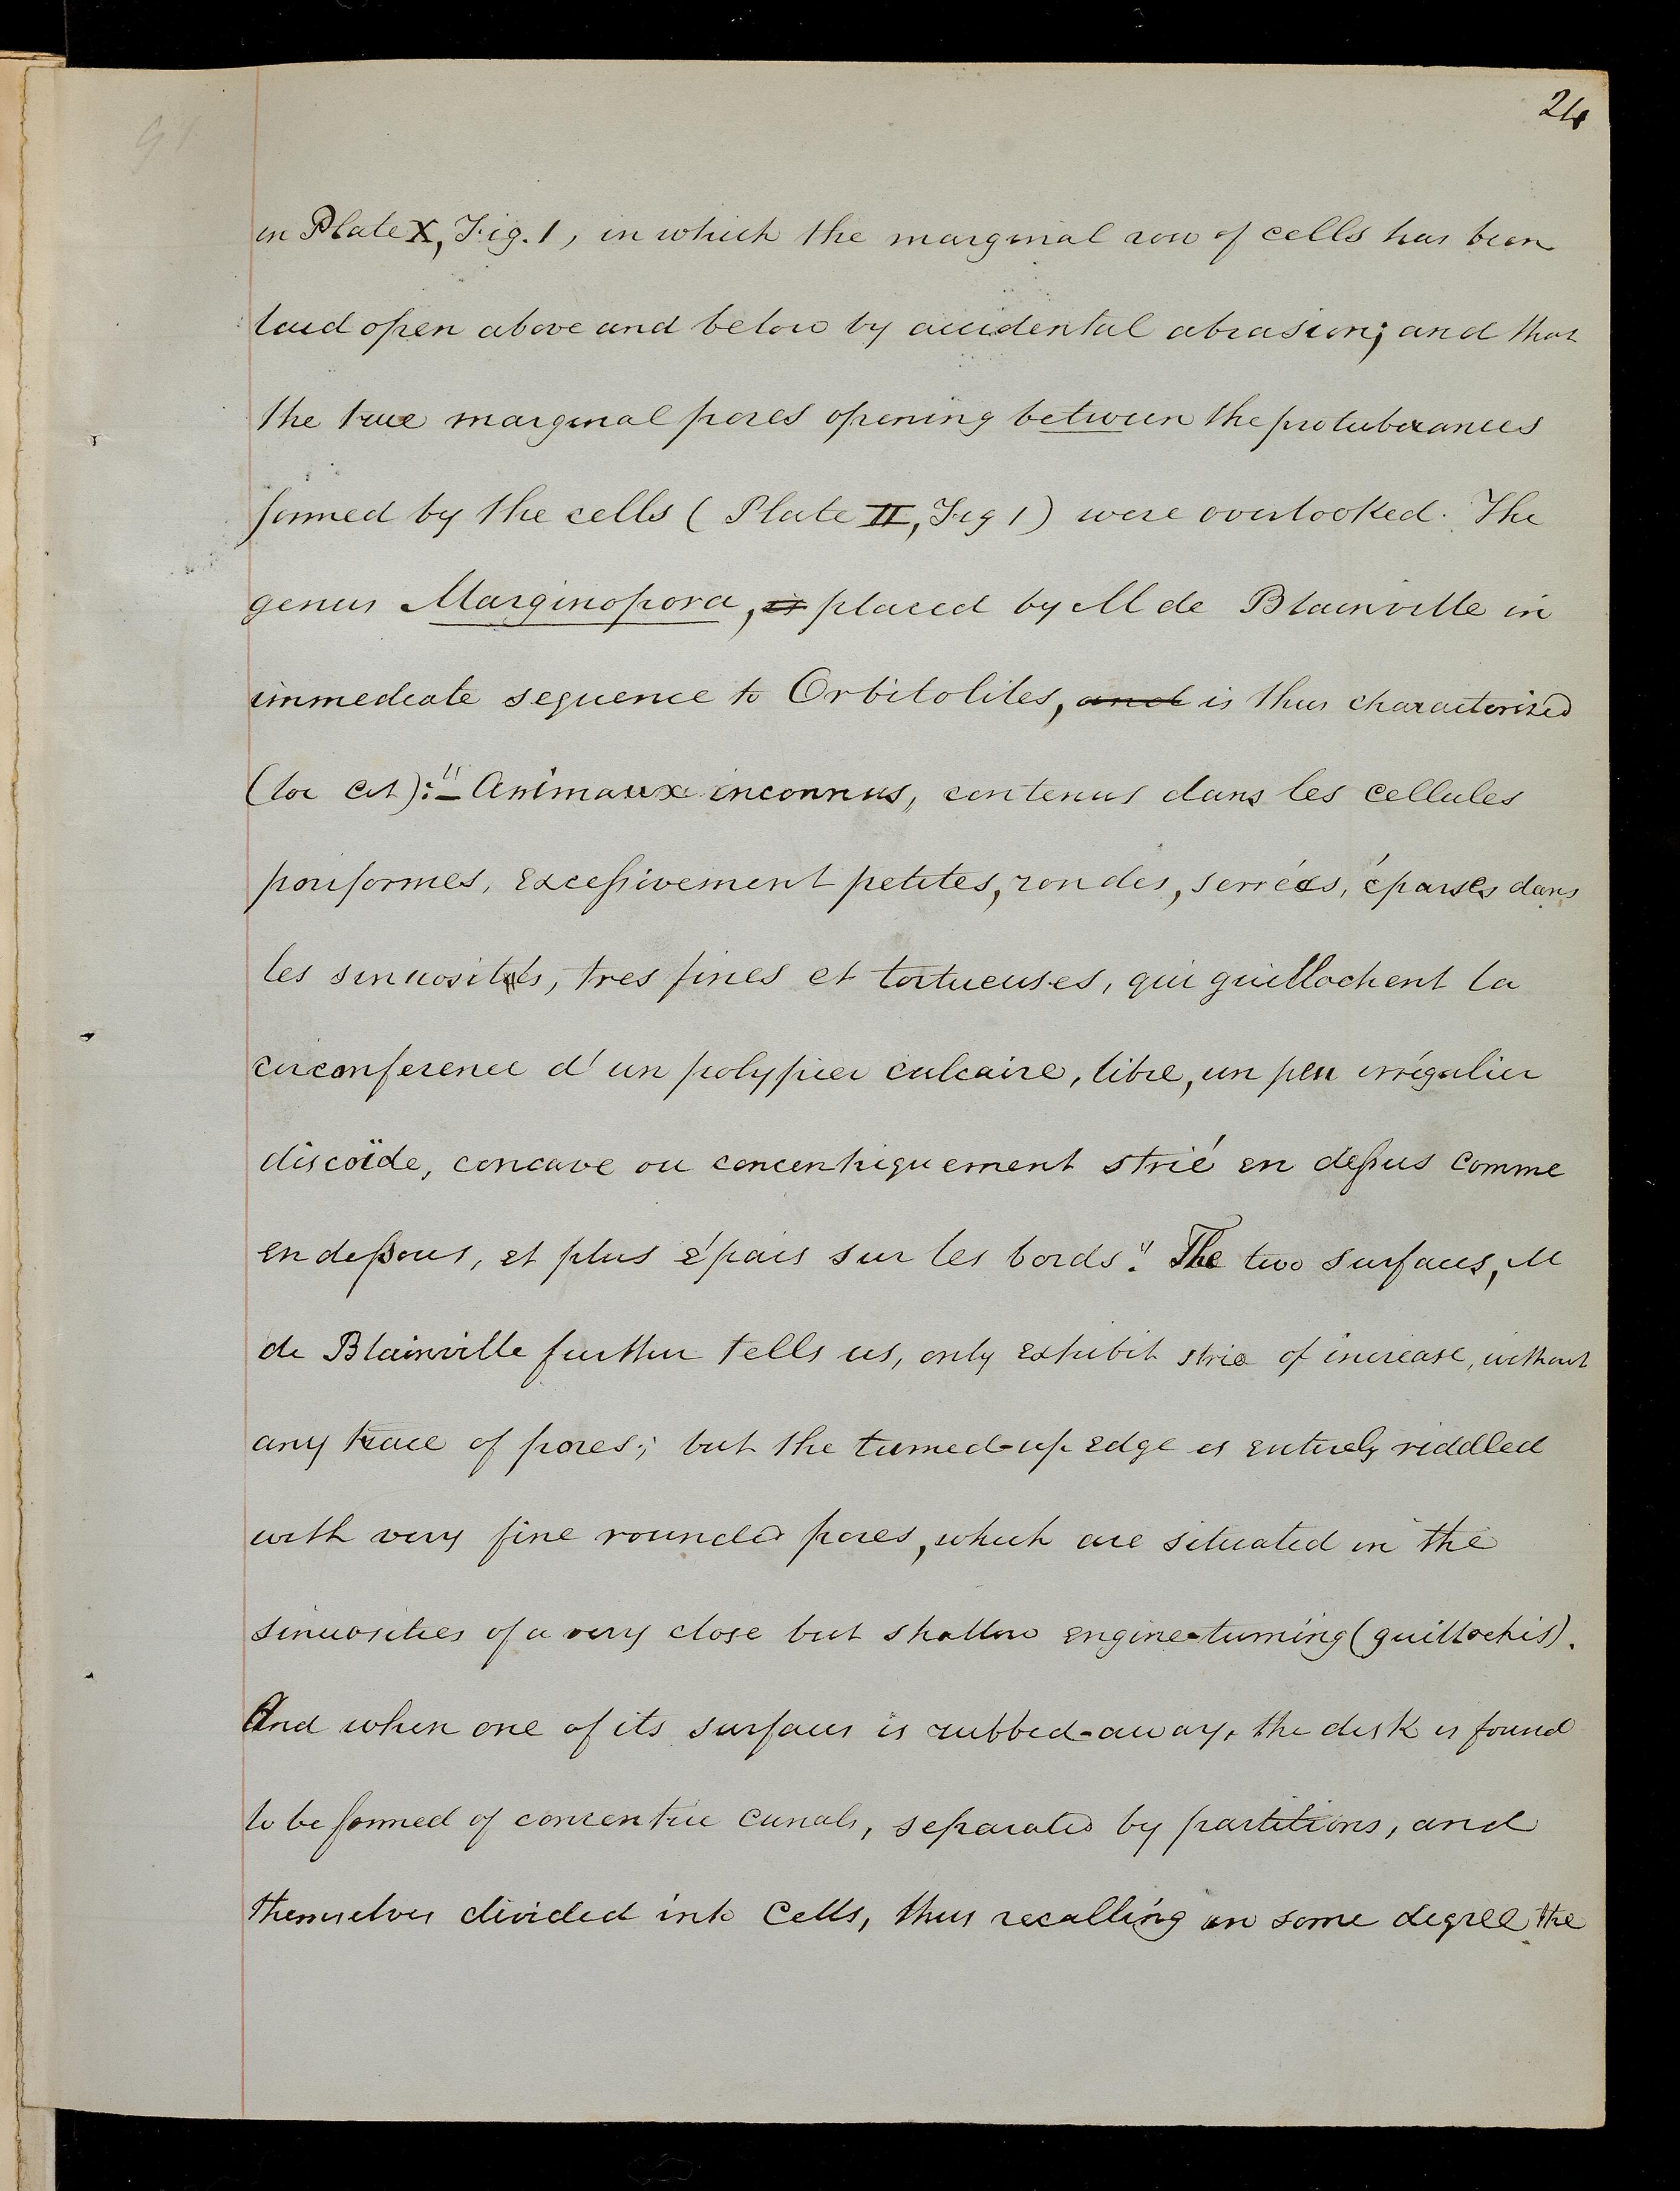 24
in Plate X, Fig. 1, in which the marginal row of cells has been
laid open above and below by accidental abrasion; and that
the true marginal pores opening between the protuberances
formed by the cells (Plate II, Fig 1) were overlooked. The
genus Marginopora, is placed by M de Blainville in
immediate sequence to Orbitolites, and is thus characterized
(loc cit):"– Animaux inconnus, contenus dans les cellules
poriformes, excessivement petites, rondes, serrées, éparses dans
les sinuosités, tres fines et tortueuses, qui guillochent la
circonference d'un polypier calcaire, libre, un peu irrégulier
discoïde, concave ou concentriquement strié en dessus comme
en dessous, et plus épais sur les bords". The two surfaces, M
de Blainville further tells us, only exhibit striæ of increase, without
any trace of pores; but the turned-up edge is entirely riddled
with very fine rounded pores, which are situated in the
sinuosities of a very close but shallow engine-turning (guillochis).
And when one of its surfaces is rubbed-away, the disk is found
to be formed of concentric canals, separated by partitions, and
themselves divided into cells, thus recalling in some degree the